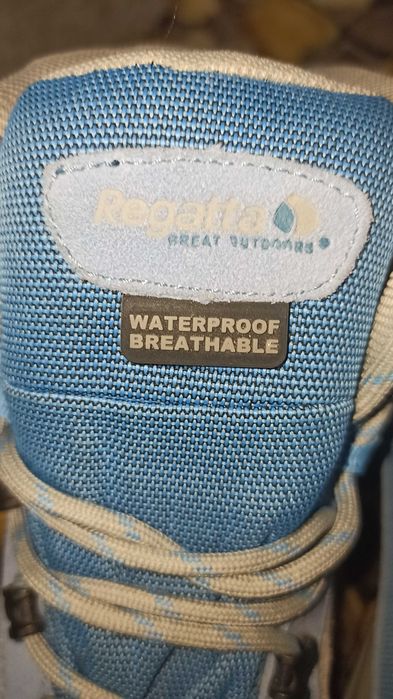 Regatta
GREAT OUTDOORS
WATERPROOF
BREATHABLE